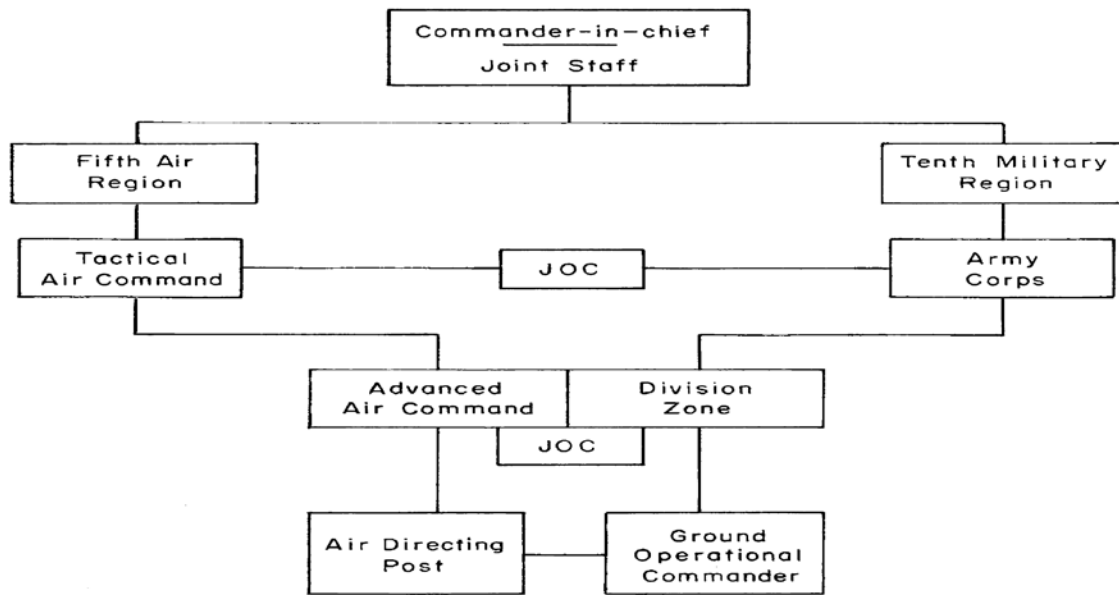 Commander-in-chief
Joint Staff
Fifth Air
Region
Tenth Military
Region
Tactical
Air Command
JOC
Army
Corps
Advanced
Air Command
Division
Zone
JOC
Air Directing
Post
Ground
Operational
Commander